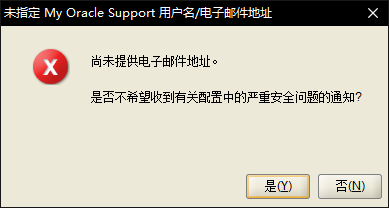 未指定 My Oracle Support 用户名/电子邮件地址
尚未提供电子邮件地址。
是否不希望收到有关配置中的严重安全问题的通知?
是(Y) 否(N)